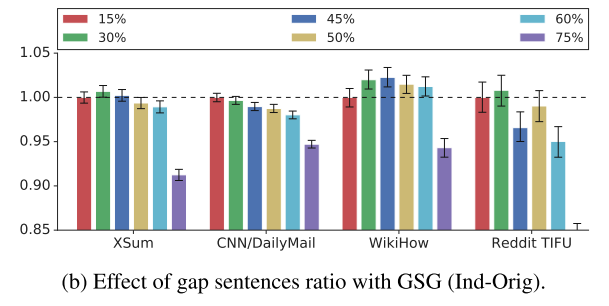 15% 45% 60%
30% 50% 75%
1.05
1.00
0.95
0.90
0.85
XSum CNN/DailyMail WikiHow Reddit TIFU
(b) Effect of gap sentences ratio with GSG (Ind-Orig).